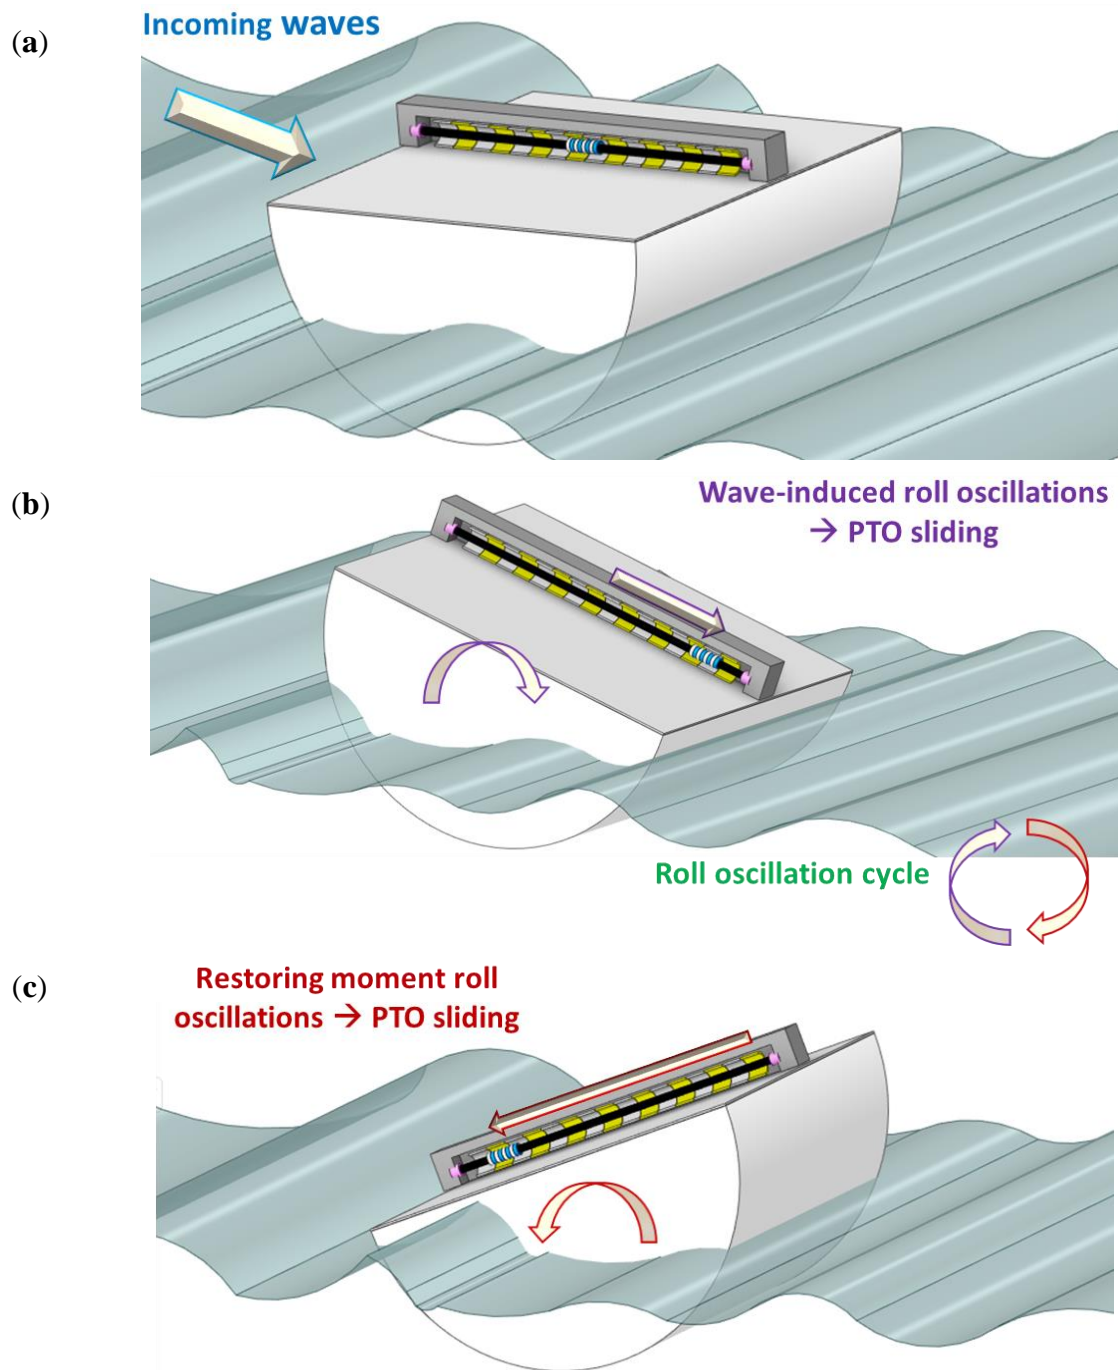 (a)
Incoming waves
(b)
Wave-induced roll oscillations
→ PTO sliding
Roll oscillation cycle
(c)
Restoring moment roll
oscillations → PTO sliding